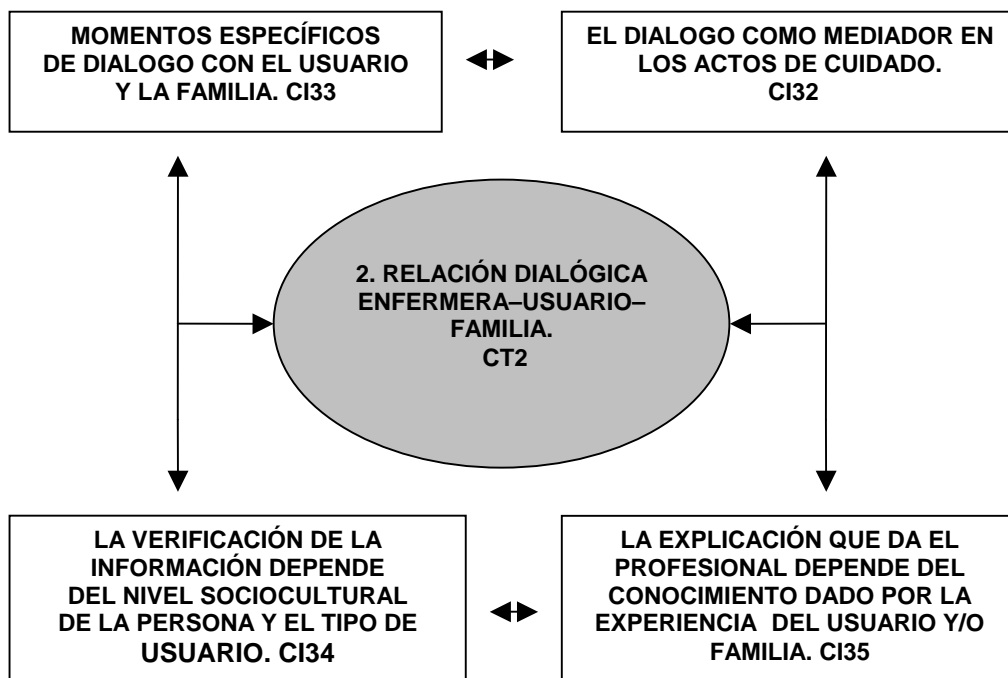 MOMENTOS ESPECÍFICOS
DE DIALOGO CON EL USUARIO
Y LA FAMILIA. CI33
EL DIALOGO COMO MEDIADOR EN
LOS ACTOS DE CUIDADO.
CI32
2. RELACIÓN DIALÓGICA
ENFERMERA–USUARIO–
FAMILIA.
CT2
LA VERIFICACIÓN DE LA
INFORMACIÓN DEPENDE
DEL NIVEL SOCIOCULTURAL
DE LA PERSONA Y EL TIPO DE
USUARIO. CI34
LA EXPLICACIÓN QUE DA EL
PROFESIONAL DEPENDE DEL
CONOCIMIENTO DADO POR LA
EXPERIENCIA DEL USUARIO Y/O
FAMILIA. CI35